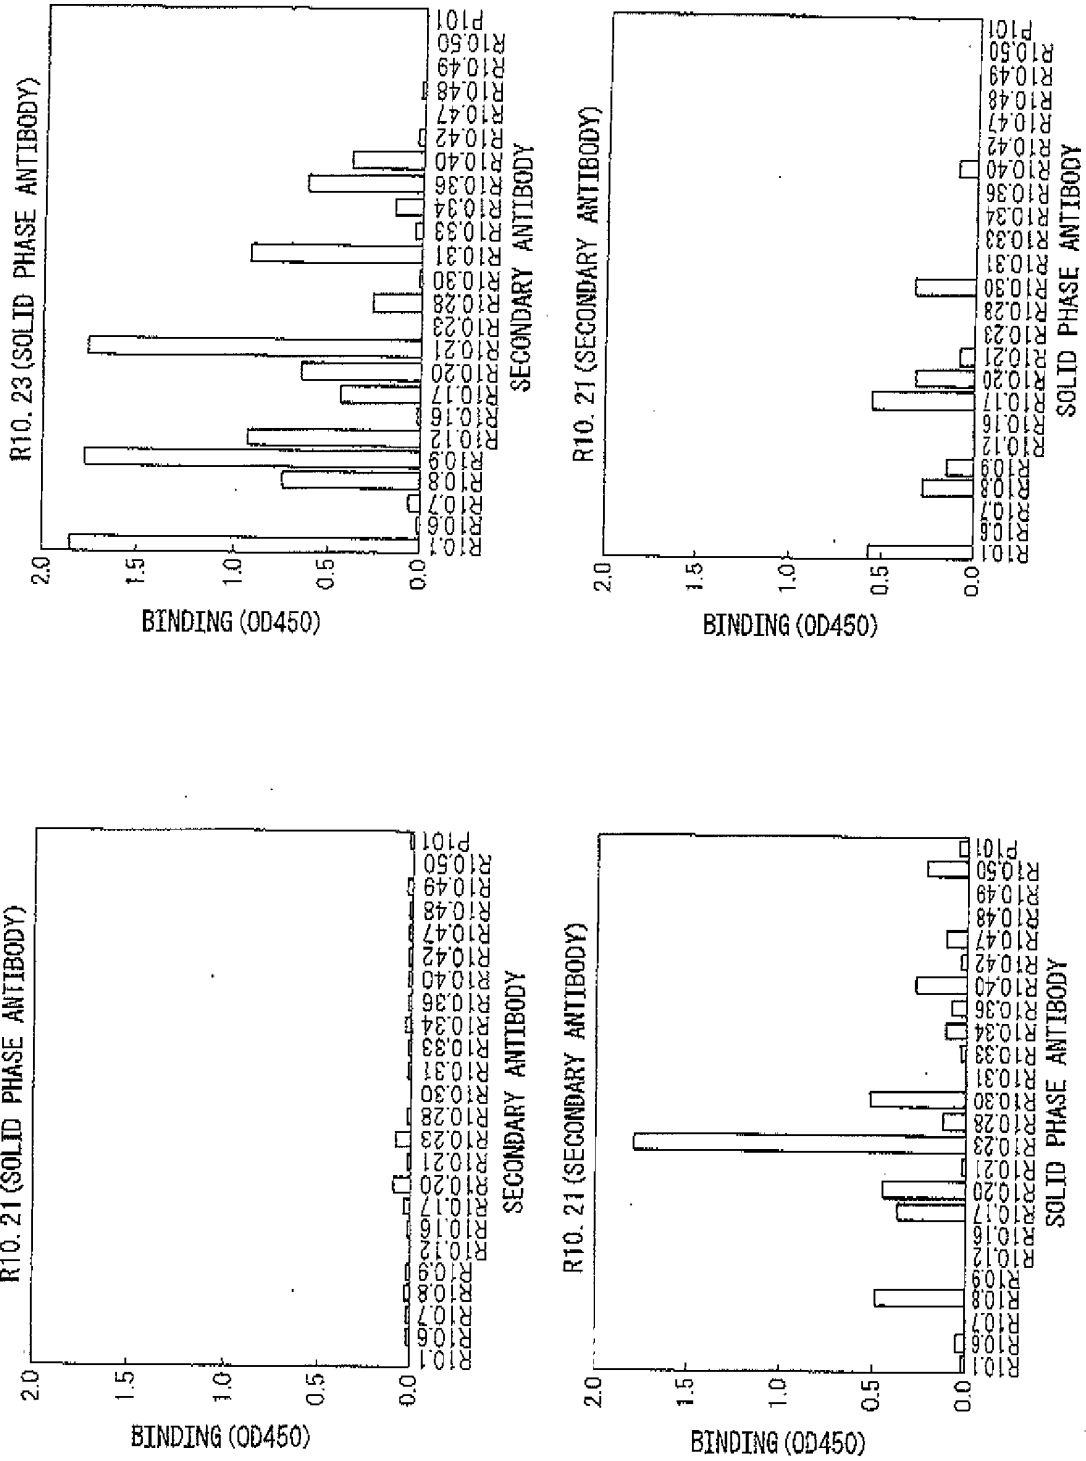 R10.21(SOLID PHASE ANTIBODY)
BINDING(OD450)
2.0
1.5
1.0
0.5
0.0
R10.1
R10.6
R10.7
R10.8
R10.9
R10.12
R10.16
R10.17
R10.20
R10.21
R10.23
R10.28
R10.30
R10.31
R10.33
R10.34
R10.36
R10.40
R10.42
R10.47
R10.48
R10.49
R10.50
P101
SECONDARY ANTIBODY
R10.23(SOLID PHASE ANTIBODY)
BINDING(OD450)
2.0
1.5
1.0
0.5
0.0
R10.1
R10.6
R10.7
R10.8
R10.9
R10.12
R10.16
R10.17
R10.20
R10.21
R10.23
R10.28
R10.30
R10.31
R10.33
R10.34
R10.36
R10.40
R10.42
R10.47
R10.48
R10.49
R10.50
P101
SECONDARY ANTIBODY
R10.21(SECONDARY ANTIBODY)
BINDING(OD450)
2.0
1.5
1.0
0.5
0.0
R10.1
R10.6
R10.7
R10.8
R10.9
R10.12
R10.16
R10.17
R10.20
R10.21
R10.23
R10.28
R10.30
R10.31
R10.33
R10.34
R10.36
R10.40
R10.42
R10.47
R10.48
R10.49
R10.50
P101
SOLID PHASE ANTIBODY
R10.21(SECONDARY ANTIBODY)
BINDING(OD450)
2.0
1.5
1.0
0.5
0.0
R10.1
R10.6
R10.7
R10.8
R10.9
R10.12
R10.16
R10.17
R10.20
R10.21
R10.23
R10.28
R10.30
R10.31
R10.33
R10.34
R10.36
R10.40
R10.42
R10.47
R10.48
R10.49
R10.50
P101
SOLID PHASE ANTIBODY